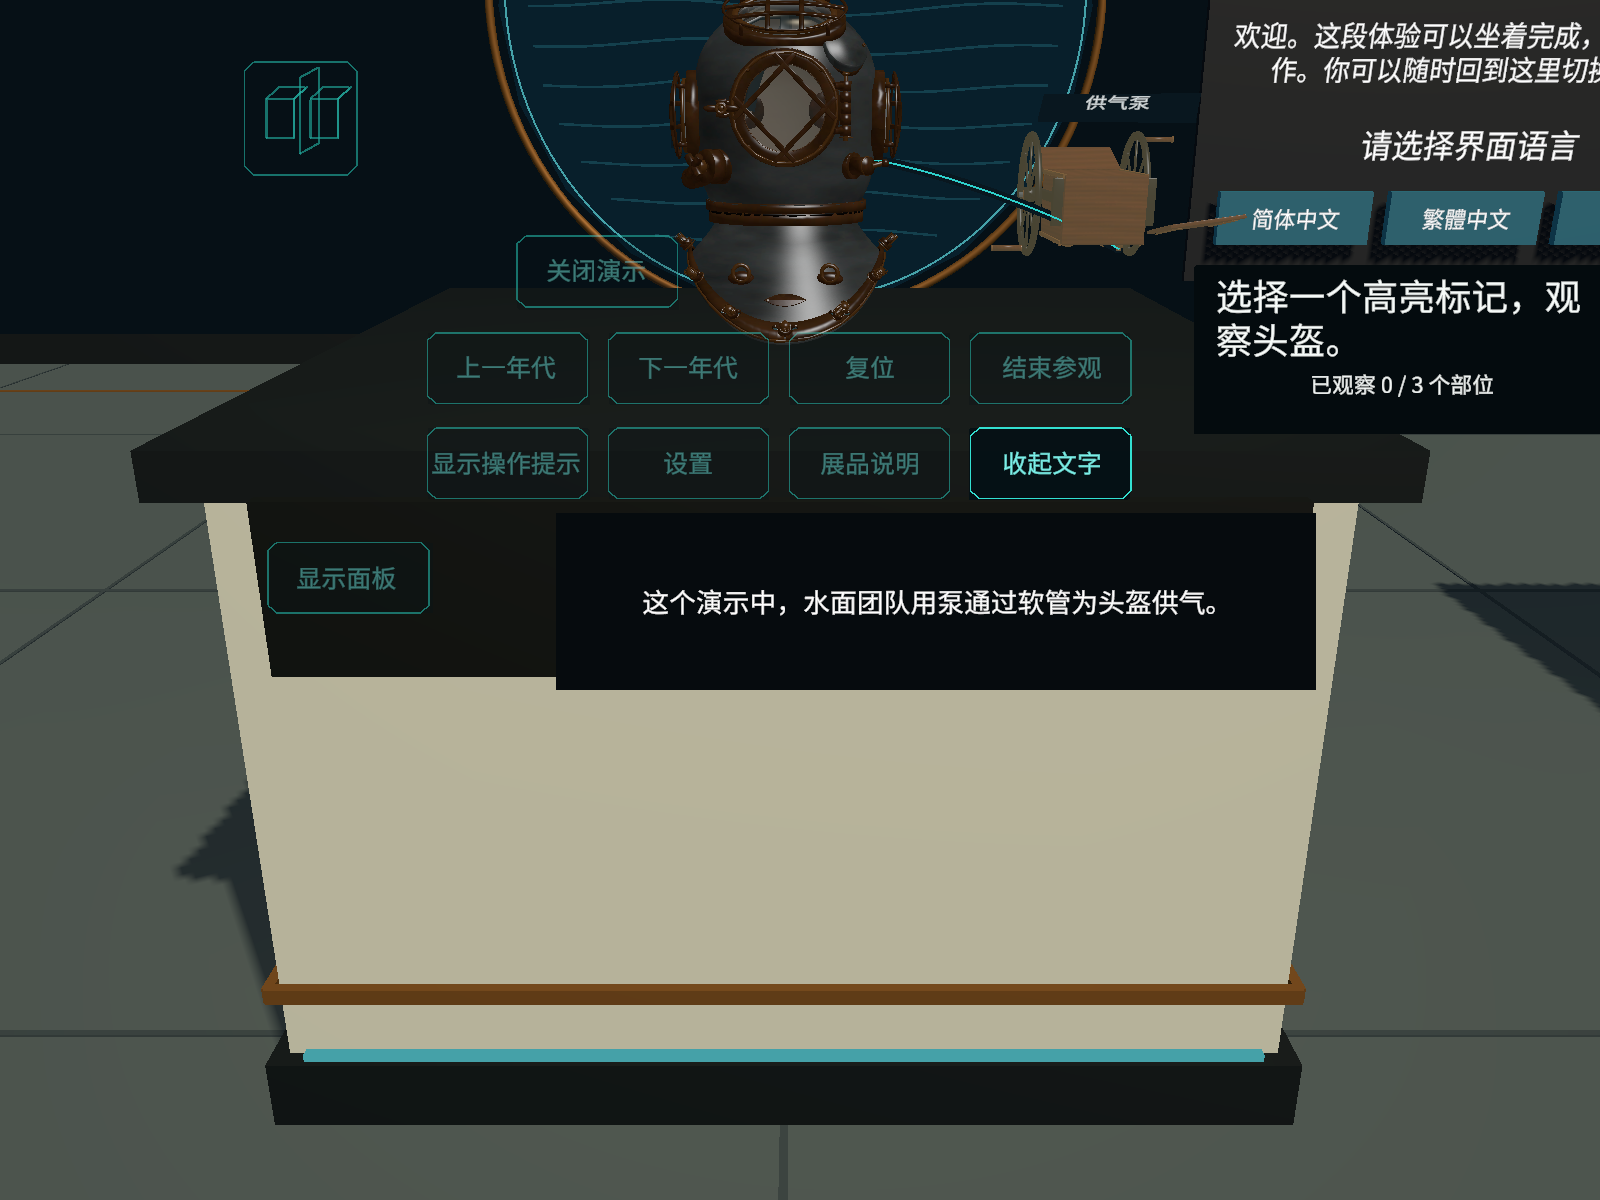 欢迎。这段体验可以坐着完成，
作。你可以随时回到这里切换
供气泵
请选择界面语言
简体中文
繁體中文
关闭演示
选择一个高亮标记，观
察头盔。
已观察 0 / 3 个部位
上一年代
下一年代
复位
结束参观
显示操作提示
设置
展品说明
收起文字
显示面板
这个演示中，水面团队用泵通过软管为头盔供气。